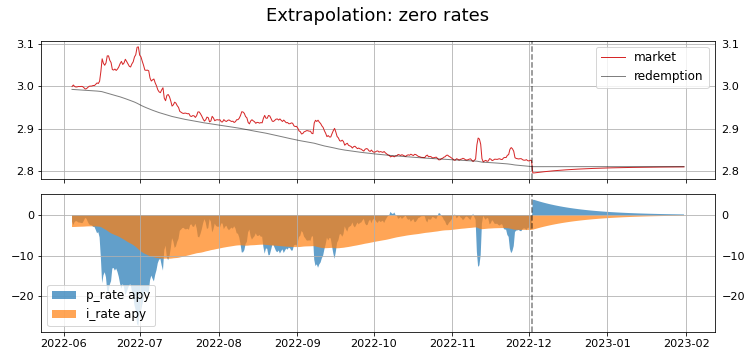 Extrapolation: zero rates
3.1
3.0
2.9
2.8
3.1
3.0
2.9
2.8
market
redemption
0
−10
−20
0
−10
−20
p_rate apy
i_rate apy
2022-06 2022-07 2022-08 2022-09 2022-10 2022-11 2022-12 2023-01 2023-02